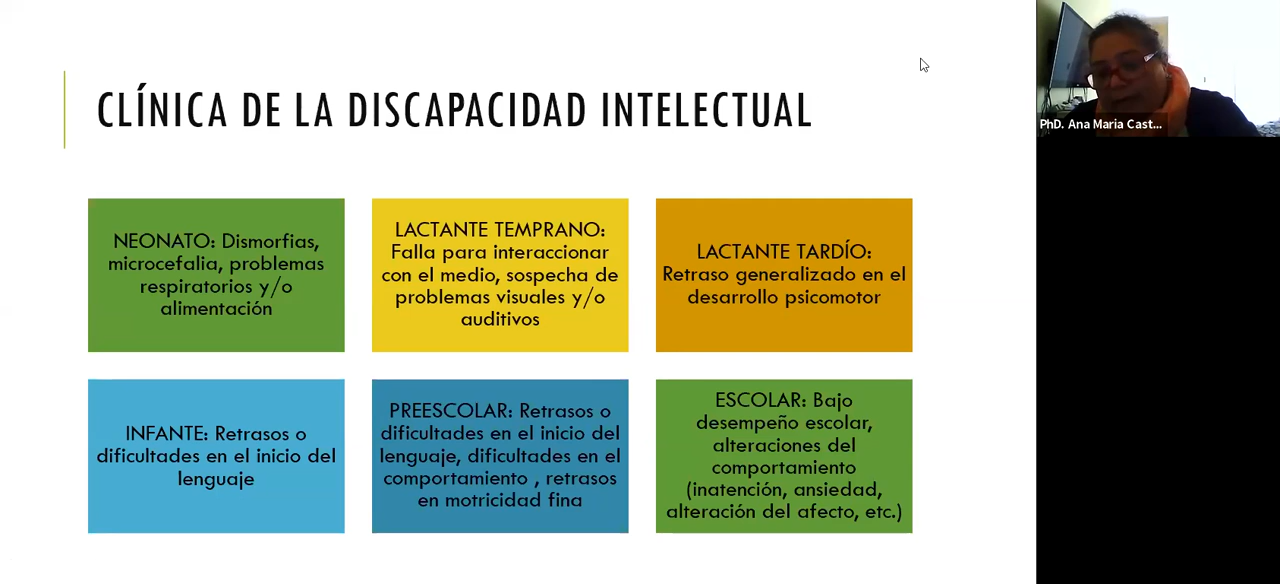 CLÍNICA DE LA DISCAPACIDAD INTELECTUAL
PhD. Ana Maria Cast...
NEONATO: Dismorfias,
microcefalia, problemas
respiratorios y/o
alimentación
LACTANTE TEMPRANO:
Falla para interaccionar
con el medio, sospecha de
problemas visuales y/o
auditivos
LACTANTE TARDÍO:
Retraso generalizado en el
desarrollo psicomotor
INFANTE: Retrasos o
dificultades en el inicio del
lenguaje
PREESCOLAR: Retrasos o
dificultades en el inicio del
lenguaje, dificultades en el
comportamiento , retrasos
en motricidad fina
ESCOLAR: Bajo
desempeño escolar,
alteraciones del
comportamiento
(inatención, ansiedad,
alteración del afecto, etc.)